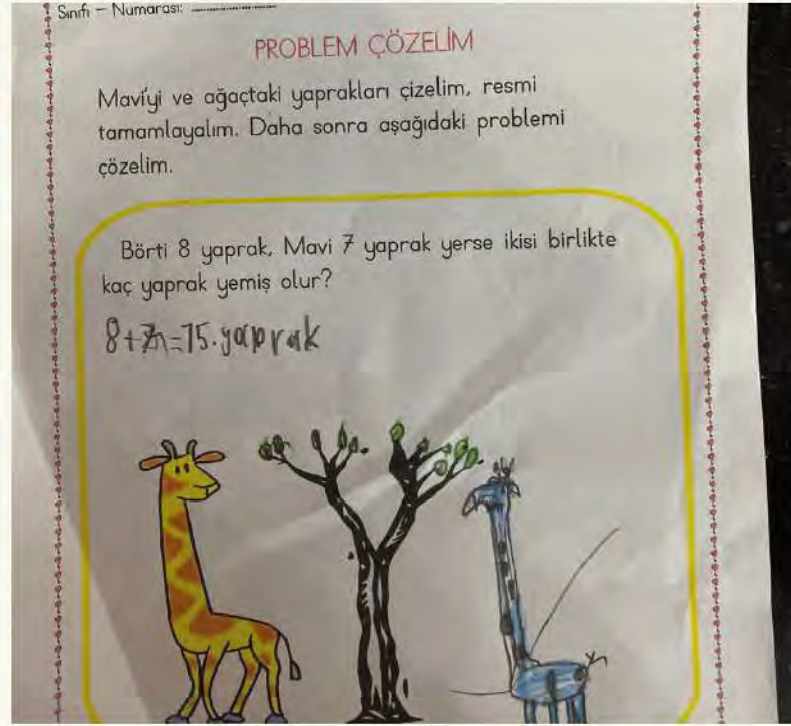 Sınıfı - Numarası:
PROBLEM ÇÖZELİM
Mavi'yi ve ağaçtaki yaprakları çizelim, resmi
tamamlayalım. Daha sonra aşağıdaki problemi
çözelim.
Börti 8 yaprak, Mavi 7 yaprak yerse ikisi birlikte
kaç yaprak yemiş olur?
8+7=15.yaprak